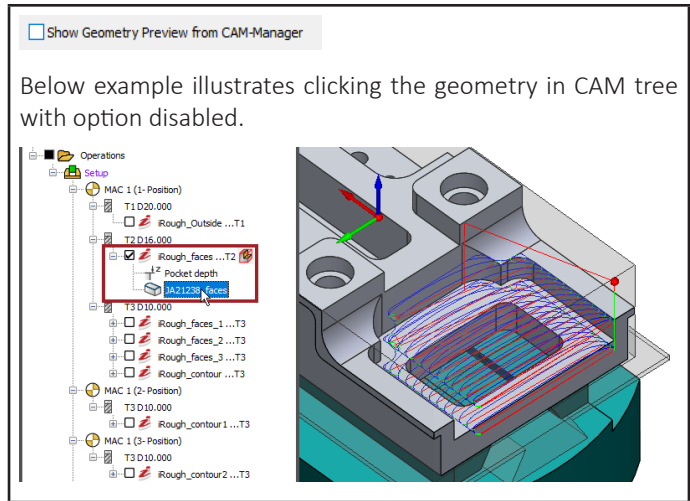 Show Geometry Preview from CAM-Manager
Below example illustrates clicking the geometry in CAM tree
with option disabled.
Operations
Setup
MAC 1 (1- Position)
T1 D20.000
iRough_Outside ...T1
T2 D16.000
iRough_faces ...T2
Z
Pocket depth
JA21238_faces
T3 D10.000
iRough_faces_1 ...T3
iRough_faces_2 ...T3
iRough_faces_3 ...T3
iRough_contour ...T3
MAC 1 (2- Position)
T3 D10.000
iRough_contour1 ...T3
MAC 1 (3- Position)
T3 D10.000
iRough_contour2 ...T3